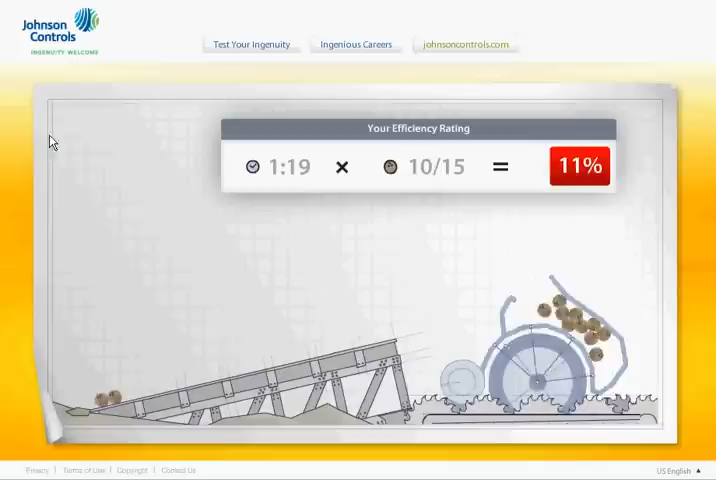 Johnson
Controls
INGENUITY WELCOME
Test Your Ingenuity
Ingenious Careers
johnsoncontrols.com
Your Efficiency Rating
1:19 × 10/15 = 11%
Privacy | Terms of Use | Copyright | Contact Us
US English